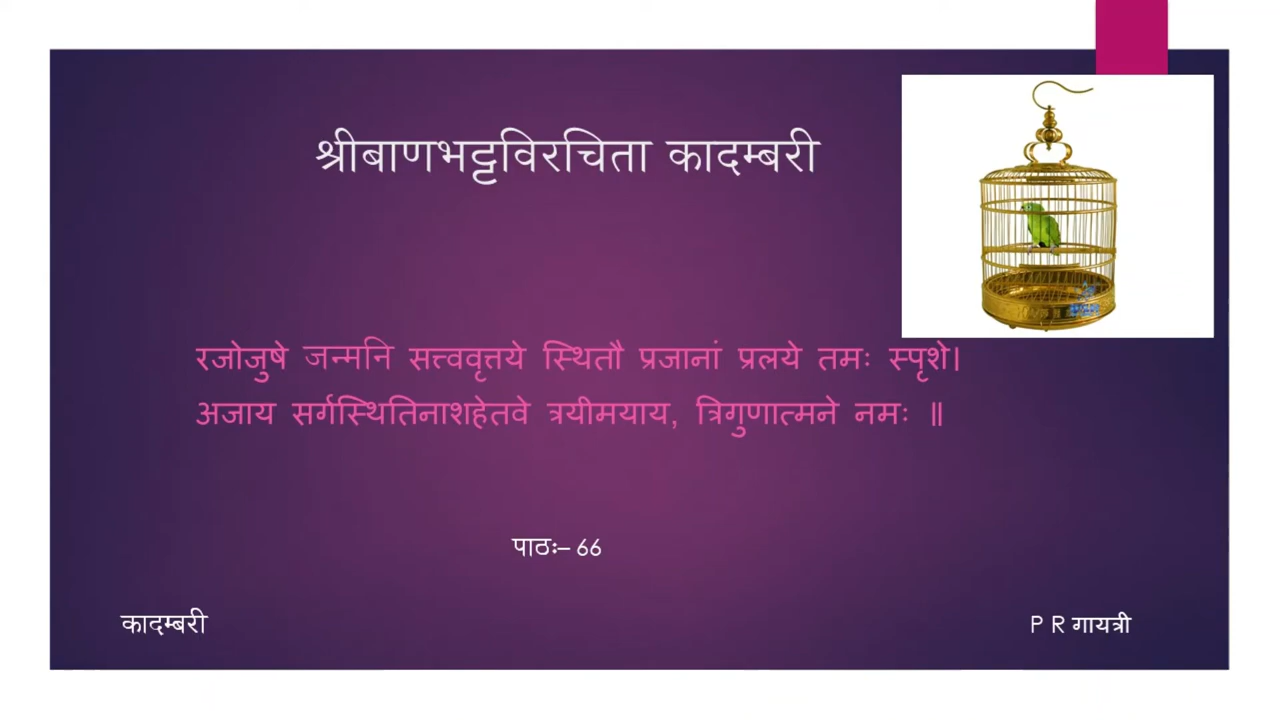 श्रीबाणभट्टविरचिता कादम्बरी
रजोजुषे जन्मनि सत्त्ववृत्तये स्थितौ प्रजानां प्रलये तमः स्पृशे।
अजाय सर्गस्थितिनाशहेतवे त्रयीमयाय, त्रिगुणात्मने नमः ॥
पाठः– 66
कादम्बरी
P R गायत्री